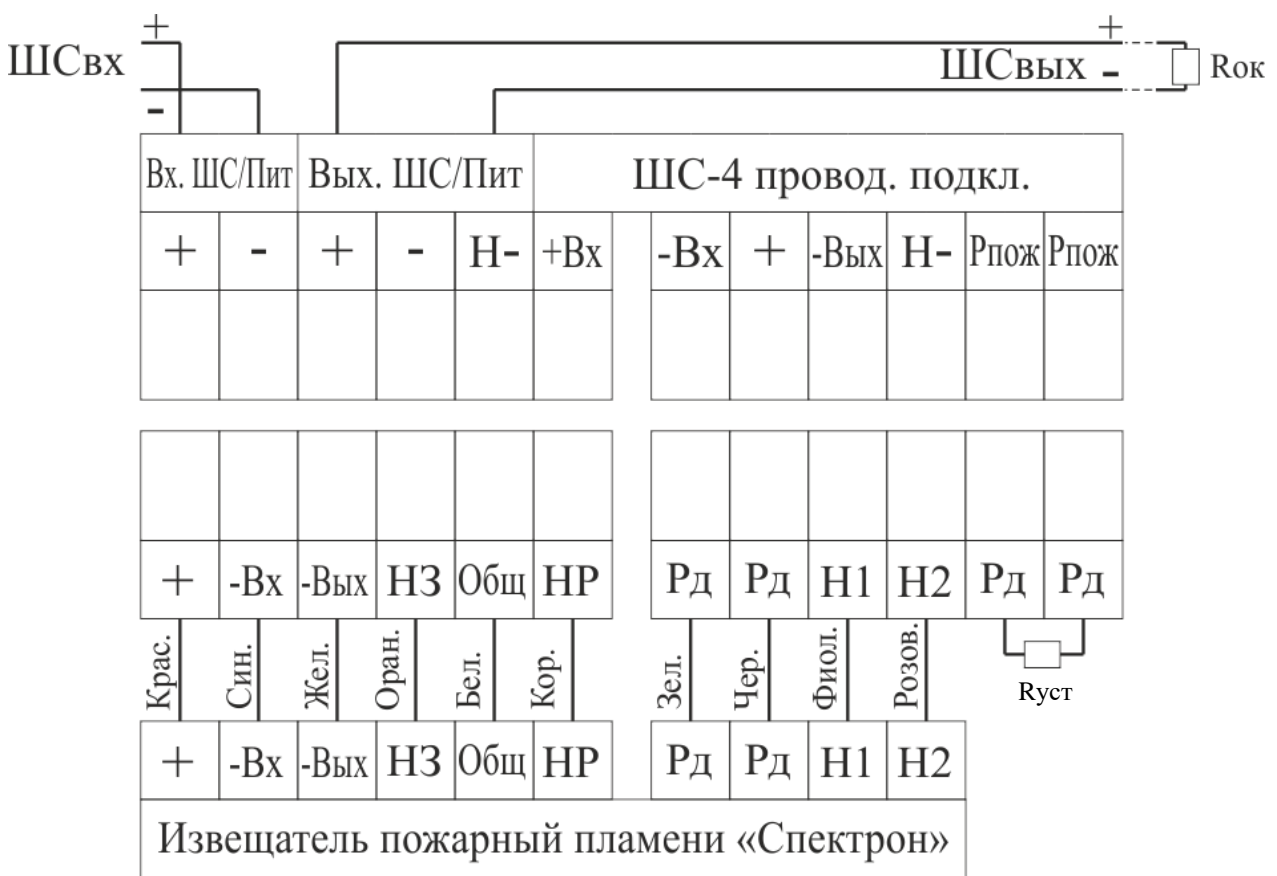 + +
ШСвх ШСвых - Rок
-
Вх. ШС/Пит Вых. ШС/Пит ШС-4 провод. подкл.
+ - + - Н- +Вх -Вх + -Вых Н- Рпож Рпож
+ -Вх -Вых НЗ Общ НР Рд Рд Н1 Н2 Рд Рд
Крас. Син. Жел. Оран. Бел. Кор. Зел. Чер. Фиол. Розов.
Rуст
+ -Вх -Вых НЗ Общ НР Рд Рд Н1 Н2
Извещатель пожарный пламени «Спектрон»